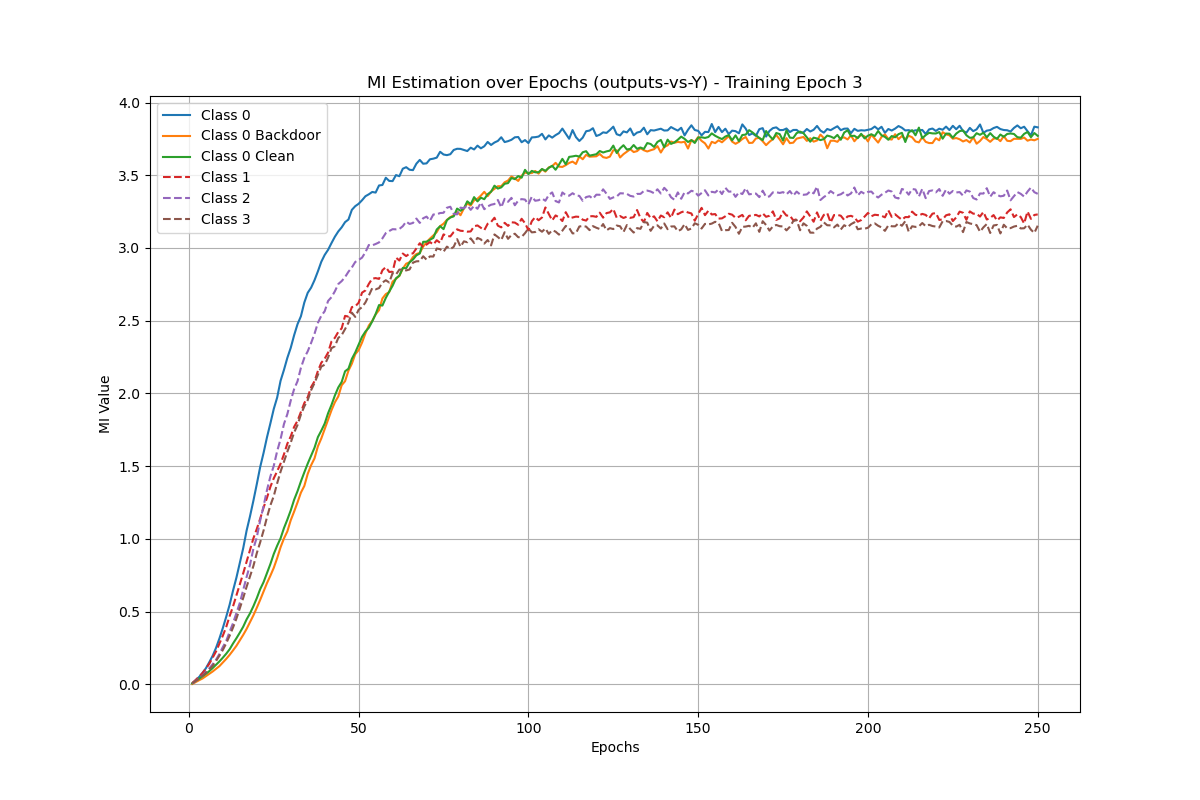 MI Estimation over Epochs (outputs-vs-Y) - Training Epoch 3
Class 0
Class 0 Backdoor
Class 0 Clean
Class 1
Class 2
Class 3
4.0
3.5
3.0
2.5
2.0
1.5
1.0
0.5
0.0
MI Value
0 50 100 150 200 250
Epochs